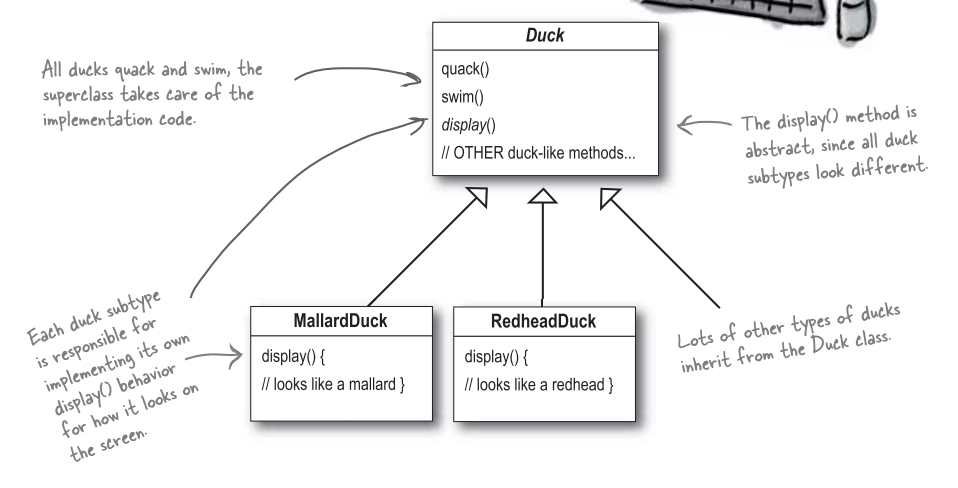 Duck
quack()
swim()
display()
// OTHER duck-like methods...
All ducks quack and swim, the
superclass takes care of the
implementation code.
The display() method is
abstract, since all duck
subtypes look different.
Each duck subtype
is responsible for
implementing its own
display() behavior
for how it looks on
the screen.
MallardDuck
display() {
// looks like a mallard }
RedheadDuck
display() {
// looks like a redhead }
Lots of other types of ducks
inherit from the Duck class.